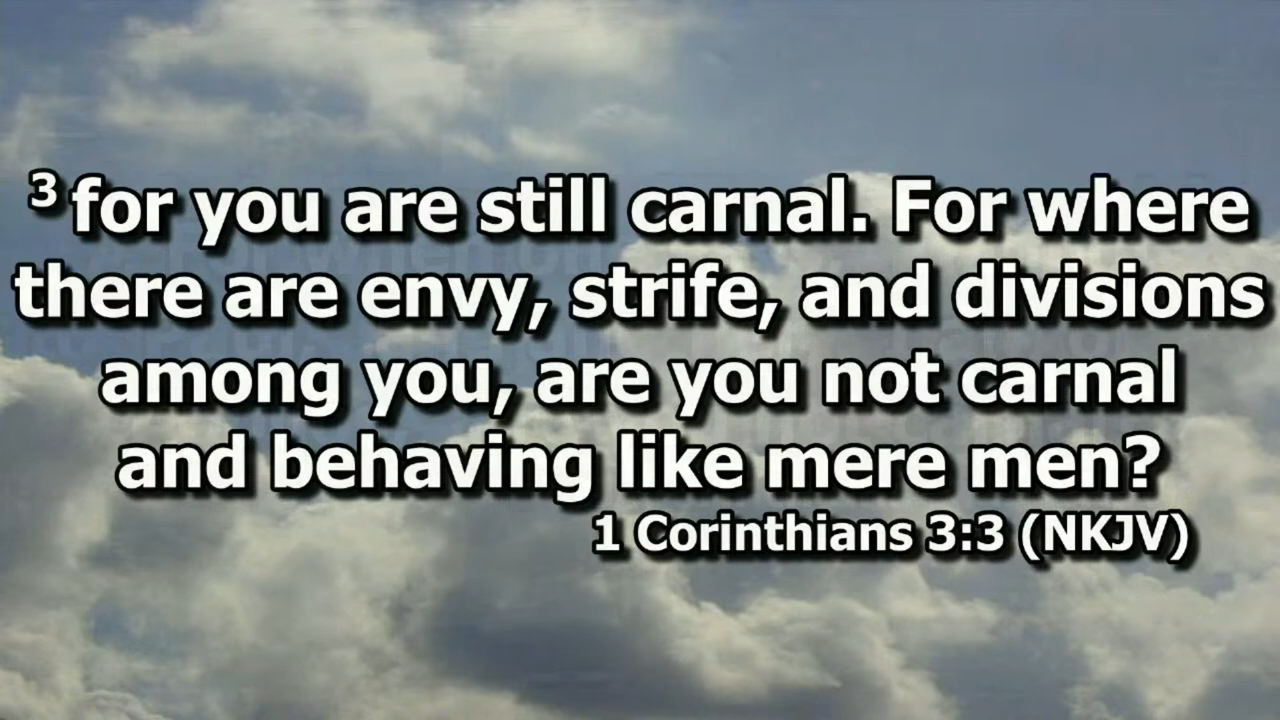 3 for you are still carnal. For where
there are envy, strife, and divisions
among you, are you not carnal
and behaving like mere men?
1 Corinthians 3:3 (NKJV)